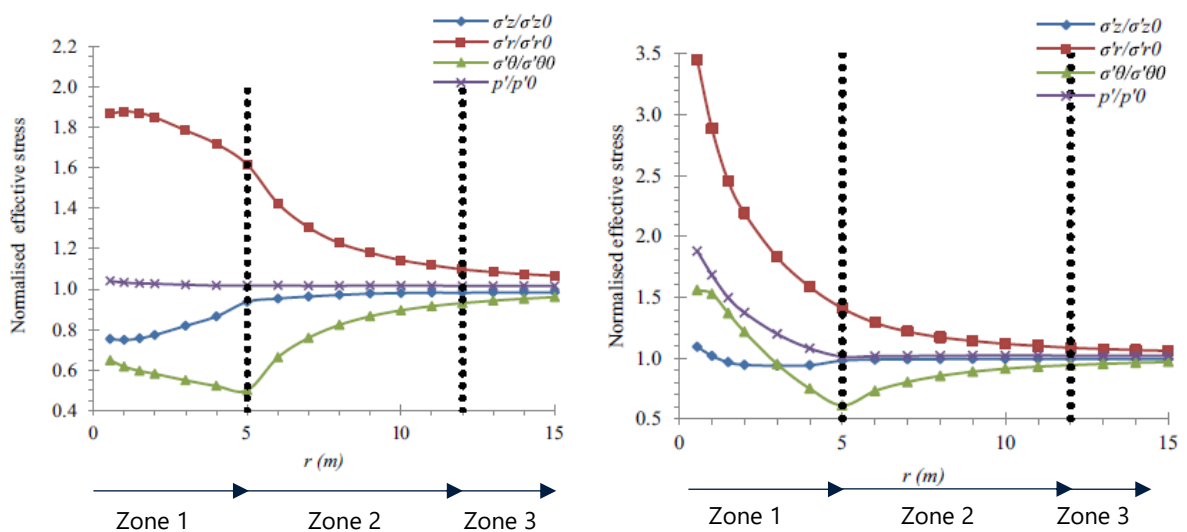 σ'z/σ'z0
σ'r/σ'r0
σ'θ/σ'θ0
p'/p'0
Normalised effective stress
2.2
2.0
1.8
1.6
1.4
1.2
1.0
0.8
0.6
0.4
0
5
10
15
r (m)
Zone 1
Zone 2
Zone 3
σ'z/σ'z0
σ'r/σ'r0
σ'θ/σ'θ0
p'/p'0
Normalised effective stress
3.5
3.0
2.5
2.0
1.5
1.0
0.5
0
5
10
15
r (m)
Zone 1
Zone 2
Zone 3